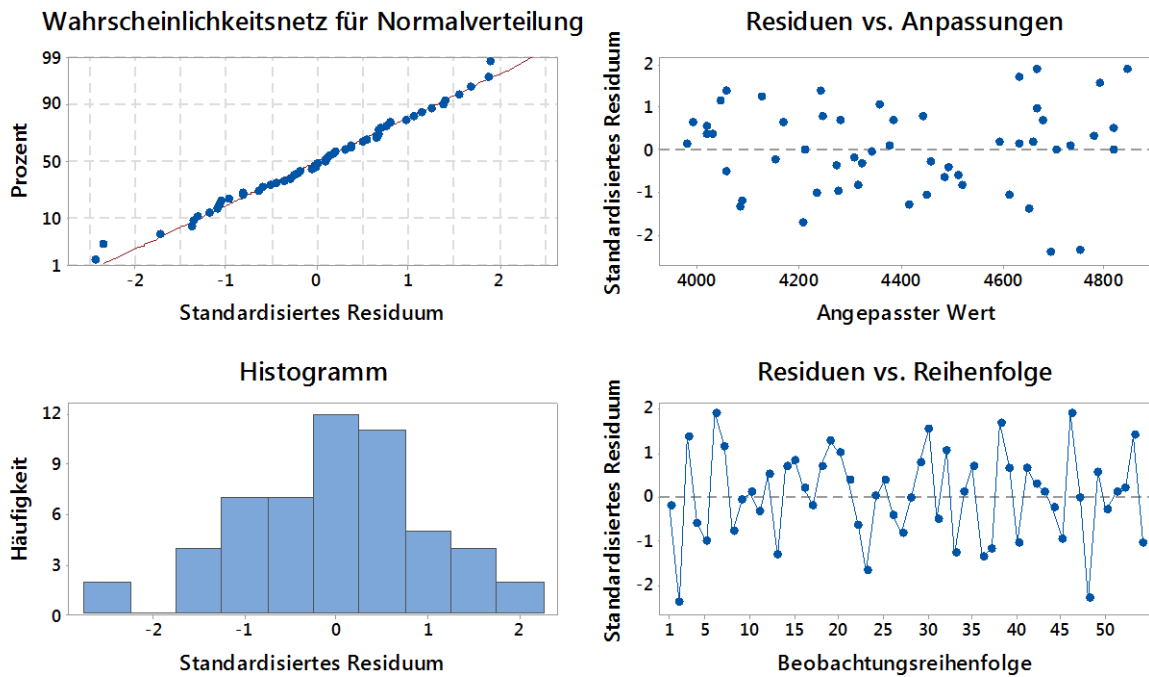 Wahrscheinlichkeitsnetz für Normalverteilung
Prozent
99
90
50
10
1
-2 -1 0 1 2
Standardisiertes Residuum
Residuen vs. Anpassungen
Standardisiertes Residuum
2
1
0
-1
-2
4000 4200 4400 4600 4800
Angepasster Wert
Histogramm
Häufigkeit
12
9
6
3
0
-2 -1 0 1 2
Standardisiertes Residuum
Residuen vs. Reihenfolge
Standardisiertes Residuum
2
1
0
-1
-2
1 5 10 15 20 25 30 35 40 45 50
Beobachtungsreihenfolge